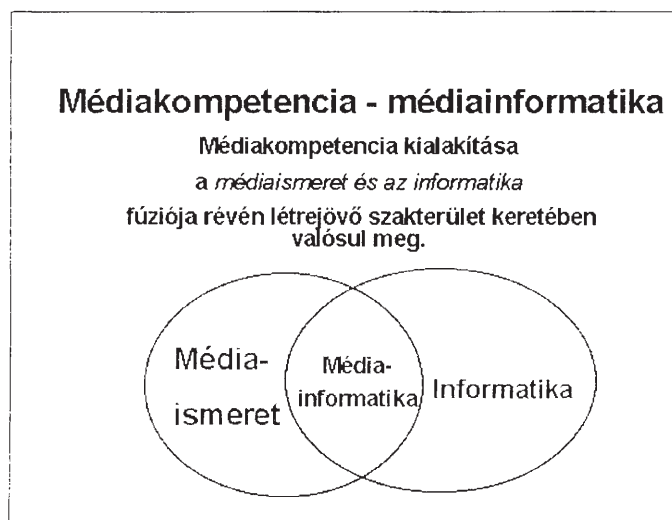 Médiakompetencia - médiainformatika
Médiakompetencia kialakítása
a médiaismeret és az informatika
fúziója révén létrejövő szakterület keretében
valósul meg.
Média-
ismeret
Média-
informatika
Informatika